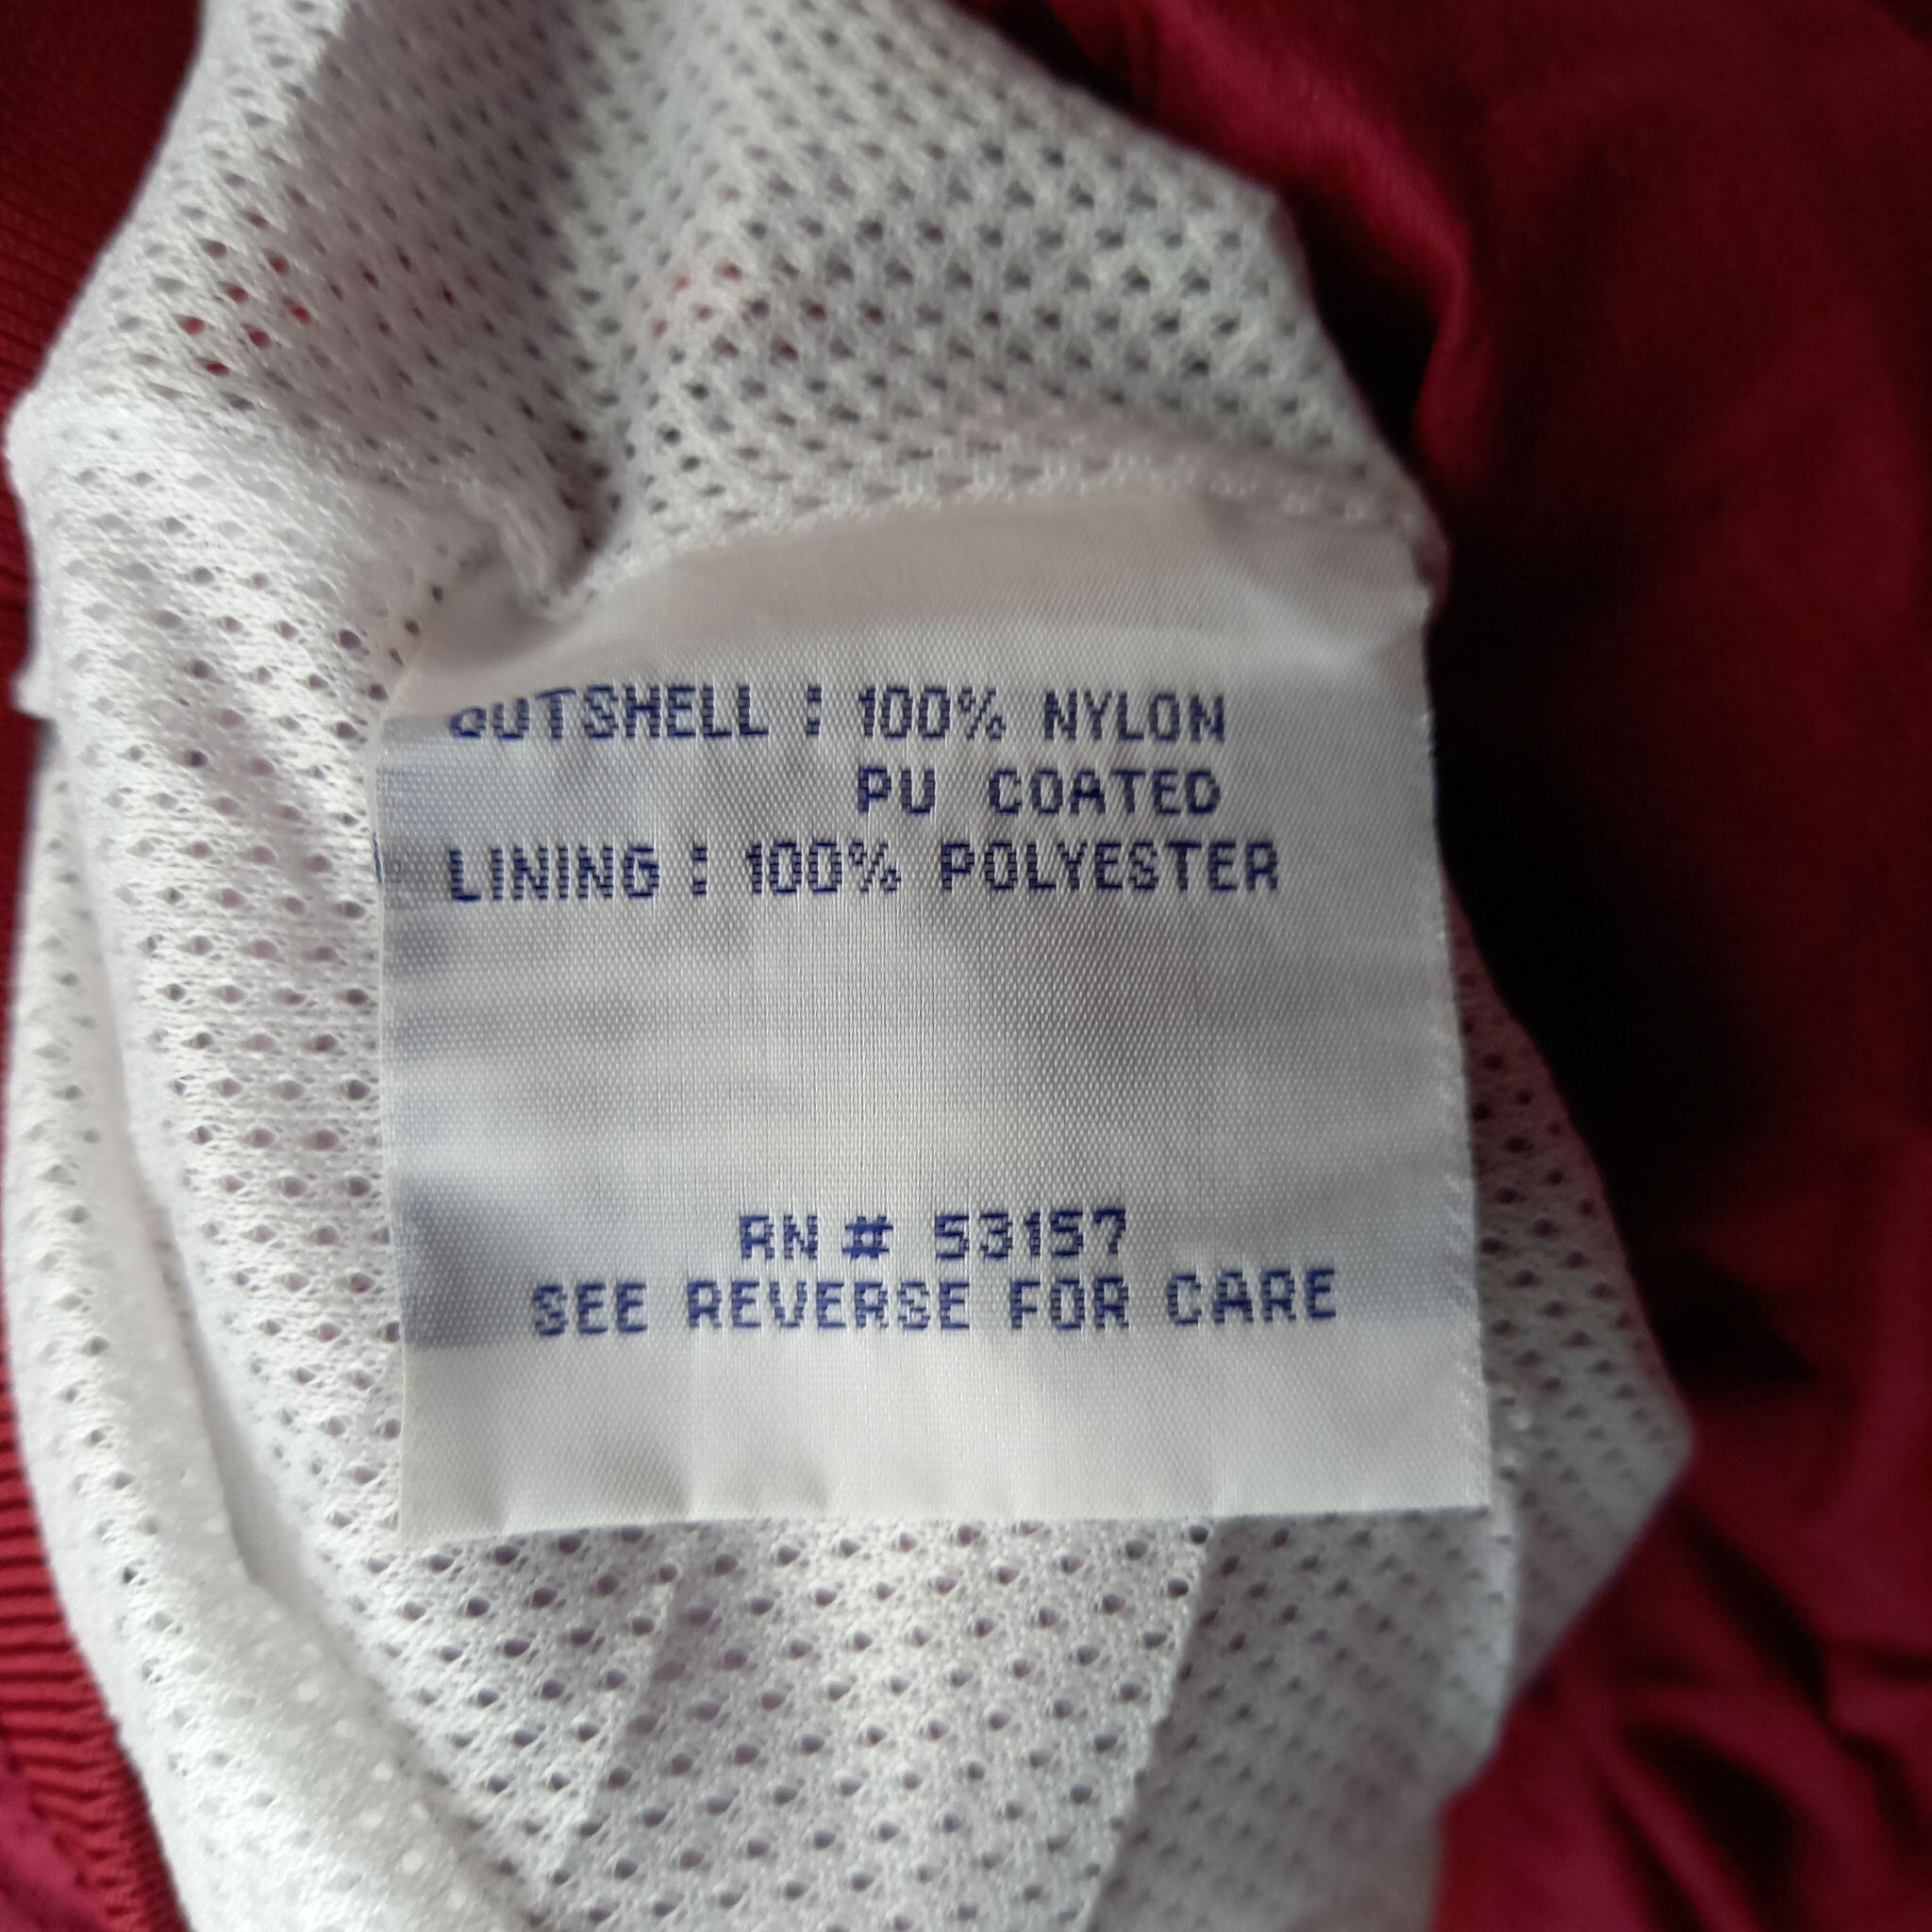 OUTSHELL : 100% NYLON
PU COATED
LINING : 100% POLYESTER
RN # 53157
SEE REVERSE FOR CARE